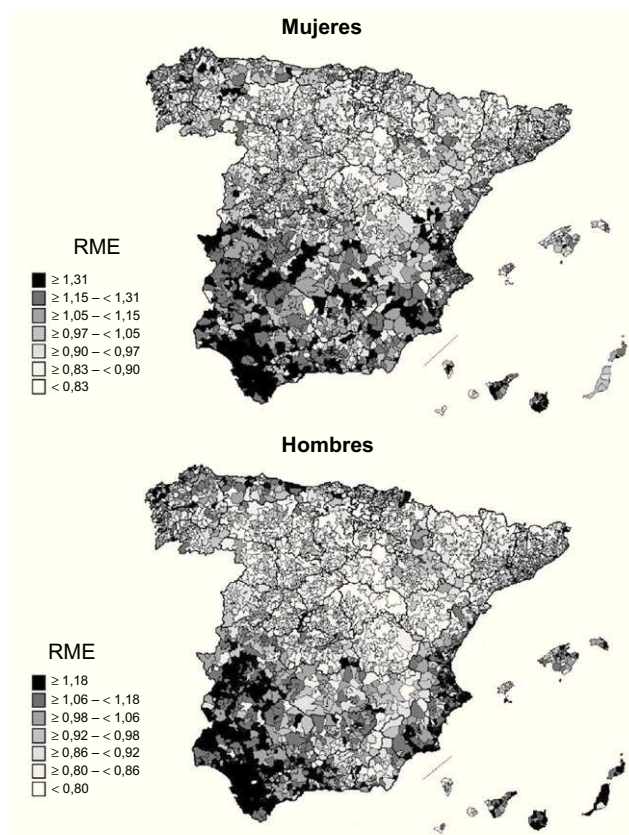 Mujeres
RME
≥ 1,31
≥ 1,15 – < 1,31
≥ 1,05 – < 1,15
≥ 0,97 – < 1,05
≥ 0,90 – < 0,97
≥ 0,83 – < 0,90
< 0,83
Hombres
RME
≥ 1,18
≥ 1,06 – < 1,18
≥ 0,98 – < 1,06
≥ 0,92 – < 0,98
≥ 0,86 – < 0,92
≥ 0,80 – < 0,86
< 0,80